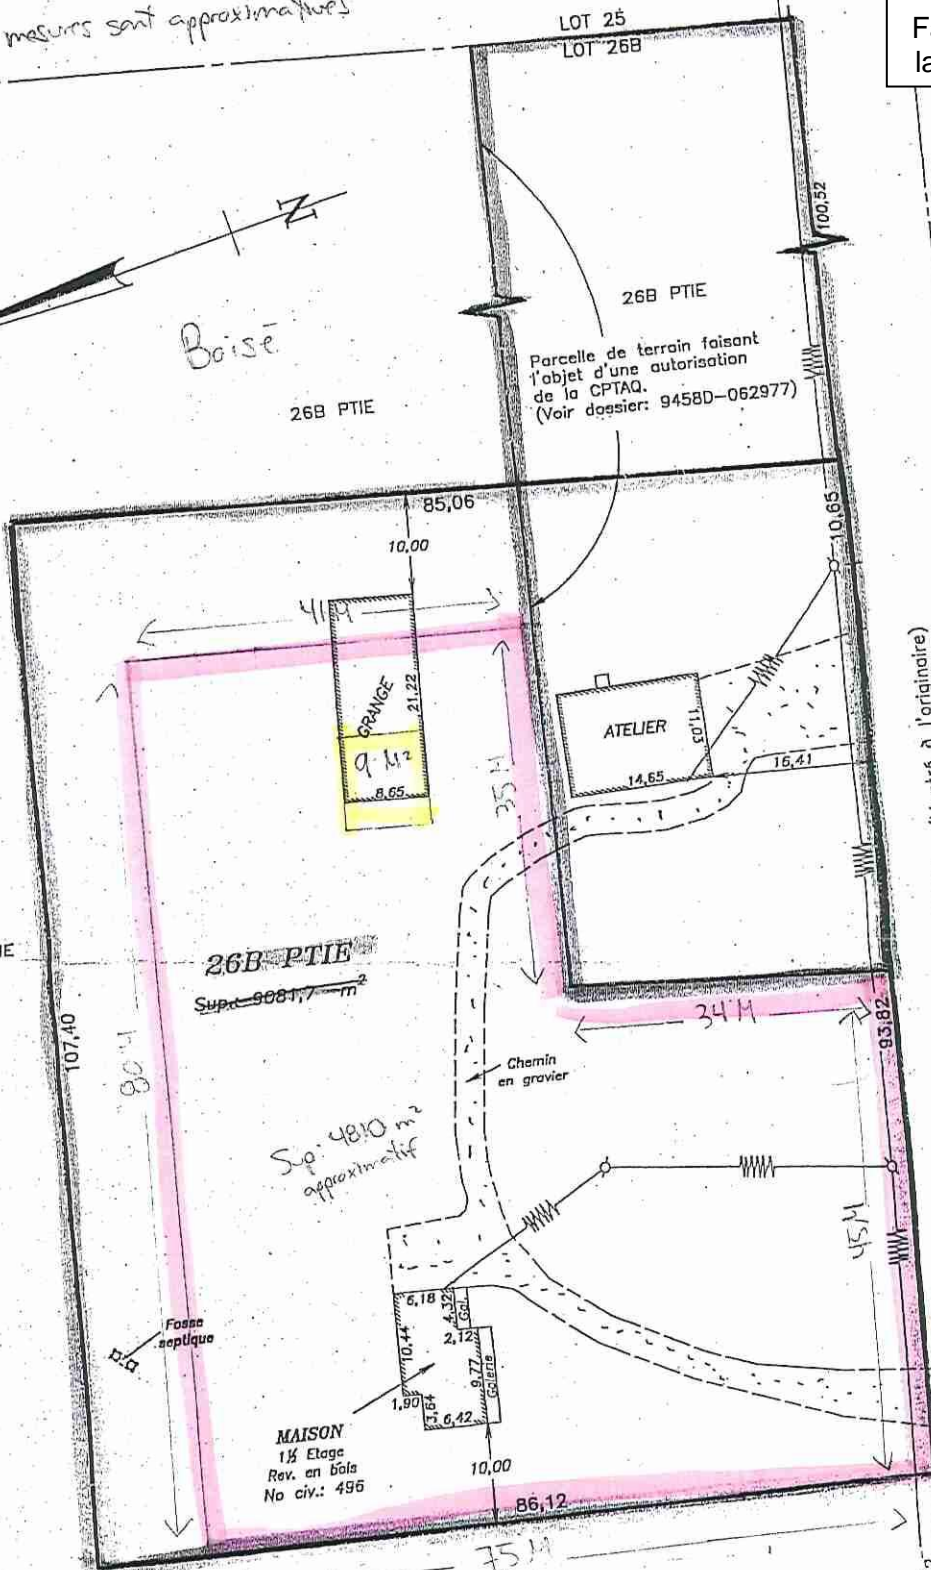 mesures sont approximatives
LOT 25
LOT 26B
100,52
N
Boisé
26B PTIE
26B PTIE
Parcelle de terrain faisant
l'objet d'une autorisation
de la CPTAQ.
(Voir dossier: 9458D-062977)
85,06
10,00
10,65
41 M
GRANGE
21,22
9 M²
8,65
35 M
ATELIER
11,03
14,65
16,41
à l'originaire)
26B PTIE
Sup.: 9081,7 m²
34 M
93,82
107,40
80 M
Chemin
en gravier
Sup: 4810 m²
approximatif
45 M
Fosse
septique
6,18
4,32
Gal.
2,12
10,44
9,77
Galerie
1,90
3,64
6,42
MAISON
1½ Etage
Rev. en bois
No civ.: 495
10,00
86,12
75 M